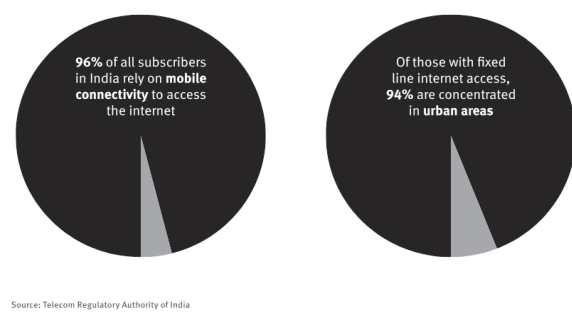 96% of all subscribers
in India rely on mobile
connectivity to access
the internet
Of those with fixed
line internet access,
94% are concentrated
in urban areas
Source: Telecom Regulatory Authority of India